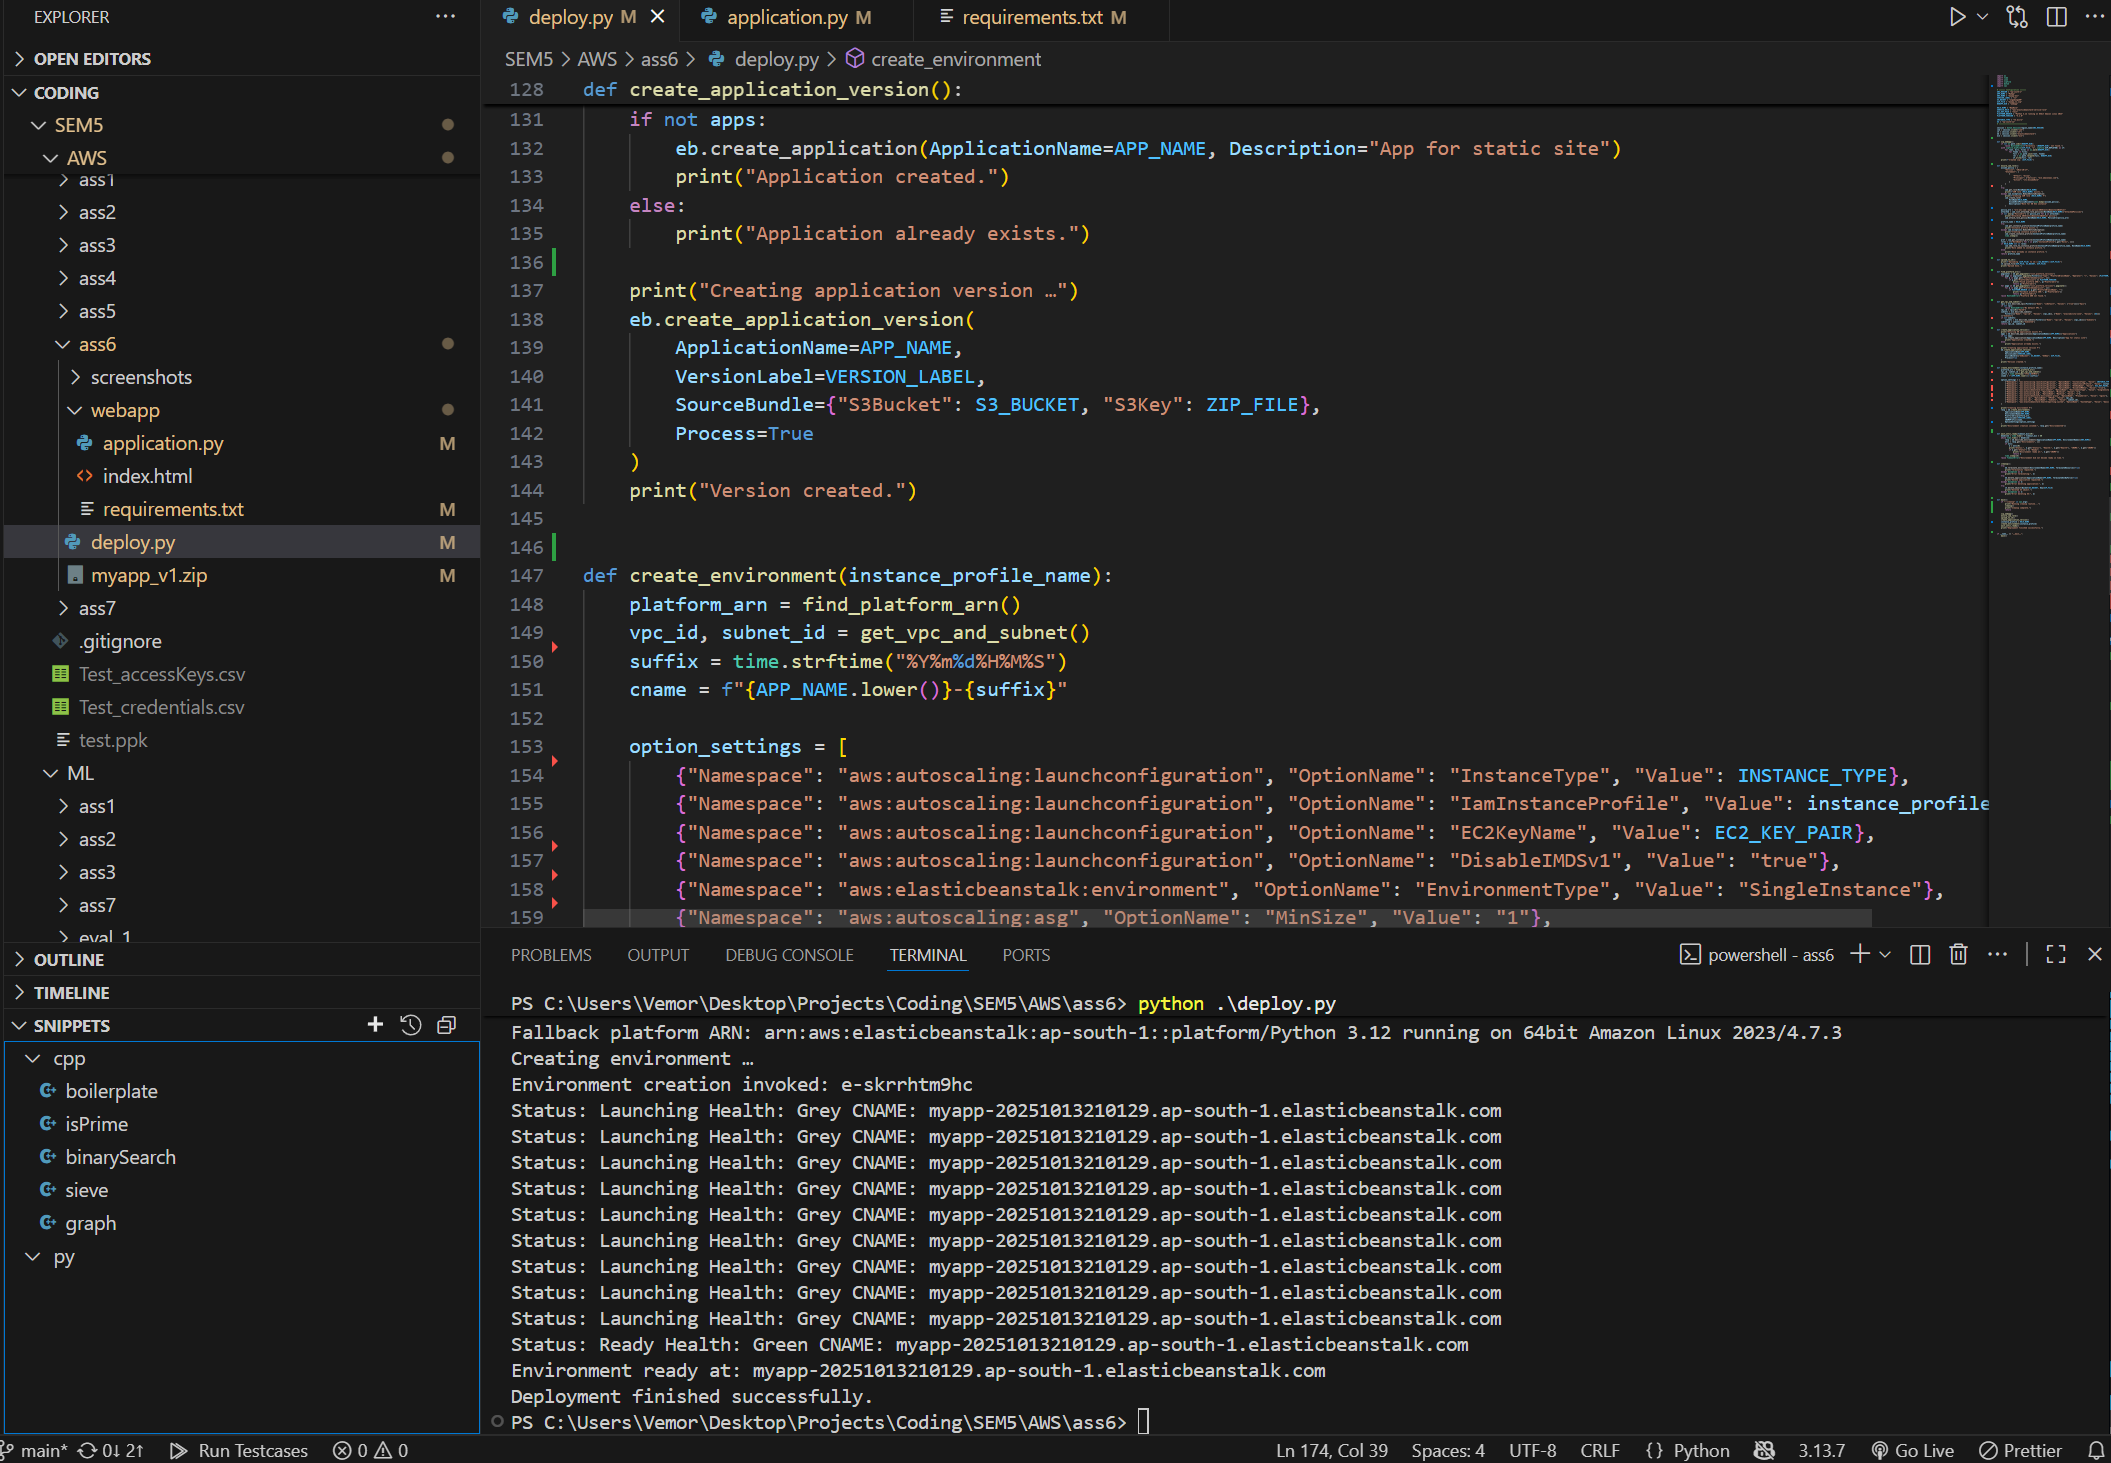 EXPLORER
OPEN EDITORS
CODING
SEM5
AWS
ass1
ass2
ass3
ass4
ass5
ass6
screenshots
webapp
application.py M
index.html
requirements.txt M
deploy.py M
myapp_v1.zip M
ass7
.gitignore
Test_accessKeys.csv
Test_credentials.csv
test.ppk
ML
ass1
ass2
ass3
ass7
eval_1
OUTLINE
TIMELINE
SNIPPETS
cpp
boilerplate
isPrime
binarySearch
sieve
graph
py
deploy.py M
application.py M
requirements.txt M
SEM5 > AWS > ass6 > deploy.py > create_environment
128 def create_application_version():
131 if not apps:
132 eb.create_application(ApplicationName=APP_NAME, Description="App for static site")
133 print("Application created.")
134 else:
135 print("Application already exists.")
136
137 print("Creating application version …")
138 eb.create_application_version(
139 ApplicationName=APP_NAME,
140 VersionLabel=VERSION_LABEL,
141 SourceBundle={"S3Bucket": S3_BUCKET, "S3Key": ZIP_FILE},
142 Process=True
143 )
144 print("Version created.")
145
146
147 def create_environment(instance_profile_name):
148 platform_arn = find_platform_arn()
149 vpc_id, subnet_id = get_vpc_and_subnet()
150 suffix = time.strftime("%Y%m%d%H%M%S")
151 cname = f"{APP_NAME.lower()}-{suffix}"
152
153 option_settings = [
154 {"Namespace": "aws:autoscaling:launchconfiguration", "OptionName": "InstanceType", "Value": INSTANCE_TYPE},
155 {"Namespace": "aws:autoscaling:launchconfiguration", "OptionName": "IamInstanceProfile", "Value": instance_profile
156 {"Namespace": "aws:autoscaling:launchconfiguration", "OptionName": "EC2KeyName", "Value": EC2_KEY_PAIR},
157 {"Namespace": "aws:autoscaling:launchconfiguration", "OptionName": "DisableIMDSv1", "Value": "true"},
158 {"Namespace": "aws:elasticbeanstalk:environment", "OptionName": "EnvironmentType", "Value": "SingleInstance"},
159 {"Namespace": "aws:autoscaling:asg", "OptionName": "MinSize", "Value": "1"},
PROBLEMS OUTPUT DEBUG CONSOLE TERMINAL PORTS
powershell - ass6
PS C:\Users\Vemor\Desktop\Projects\Coding\SEM5\AWS\ass6> python .\deploy.py
Fallback platform ARN: arn:aws:elasticbeanstalk:ap-south-1::platform/Python 3.12 running on 64bit Amazon Linux 2023/4.7.3
Creating environment …
Environment creation invoked: e-skrrhtm9hc
Status: Launching Health: Grey CNAME: myapp-20251013210129.ap-south-1.elasticbeanstalk.com
Status: Launching Health: Grey CNAME: myapp-20251013210129.ap-south-1.elasticbeanstalk.com
Status: Launching Health: Grey CNAME: myapp-20251013210129.ap-south-1.elasticbeanstalk.com
Status: Launching Health: Grey CNAME: myapp-20251013210129.ap-south-1.elasticbeanstalk.com
Status: Launching Health: Grey CNAME: myapp-20251013210129.ap-south-1.elasticbeanstalk.com
Status: Launching Health: Grey CNAME: myapp-20251013210129.ap-south-1.elasticbeanstalk.com
Status: Launching Health: Grey CNAME: myapp-20251013210129.ap-south-1.elasticbeanstalk.com
Status: Launching Health: Grey CNAME: myapp-20251013210129.ap-south-1.elasticbeanstalk.com
Status: Launching Health: Grey CNAME: myapp-20251013210129.ap-south-1.elasticbeanstalk.com
Status: Ready Health: Green CNAME: myapp-20251013210129.ap-south-1.elasticbeanstalk.com
Environment ready at: myapp-20251013210129.ap-south-1.elasticbeanstalk.com
Deployment finished successfully.
PS C:\Users\Vemor\Desktop\Projects\Coding\SEM5\AWS\ass6>
main* 0↓ 2↑ Run Testcases 0 0 Ln 174, Col 39 Spaces: 4 UTF-8 CRLF {} Python 3.13.7 Go Live Prettier